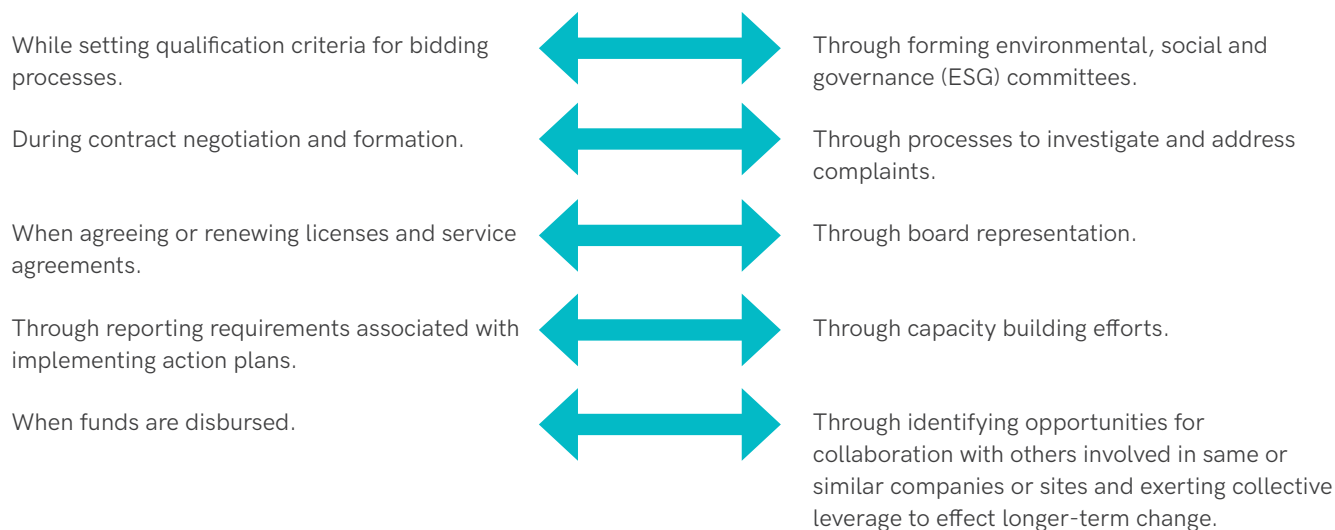 While setting qualification criteria for bidding
processes.
Through forming environmental, social and
governance (ESG) committees.
During contract negotiation and formation.
Through processes to investigate and address
complaints.
When agreeing or renewing licenses and service
agreements.
Through board representation.
Through reporting requirements associated with
implementing action plans.
Through capacity building efforts.
When funds are disbursed.
Through identifying opportunities for
collaboration with others involved in same or
similar companies or sites and exerting collective
leverage to effect longer-term change.